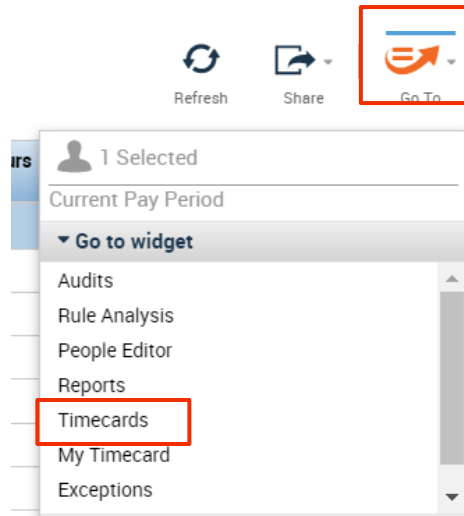 Refresh
Share
Go To
urs
1 Selected
Current Pay Period
Go to widget
Audits
Rule Analysis
People Editor
Reports
Timecards
My Timecard
Exceptions